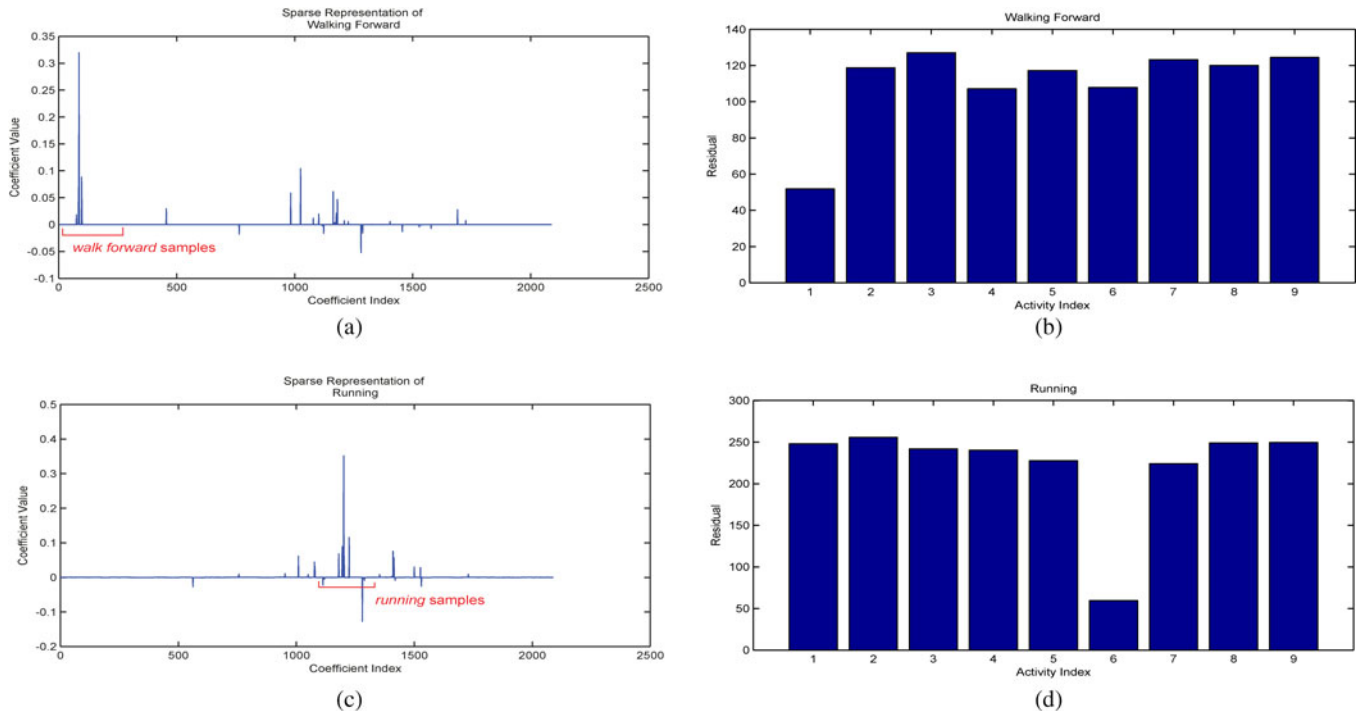 Sparse Representation of
Walking Forward
0.35
0.3
0.25
0.2
0.15
0.1
0.05
0
-0.05
-0.1
Coefficient Value
walk forward samples
0 500 1000 1500 2000 2500
Coefficient Index
(a)
Walking Forward
140
120
100
80
60
40
20
0
Residual
1 2 3 4 5 6 7 8 9
Activity Index
(b)
Sparse Representation of
Running
0.5
0.4
0.3
0.2
0.1
0
-0.1
-0.2
Coefficient Value
running samples
0 500 1000 1500 2000 2500
Coefficient Index
(c)
Running
300
250
200
150
100
50
0
Residual
1 2 3 4 5 6 7 8 9
Activity Index
(d)